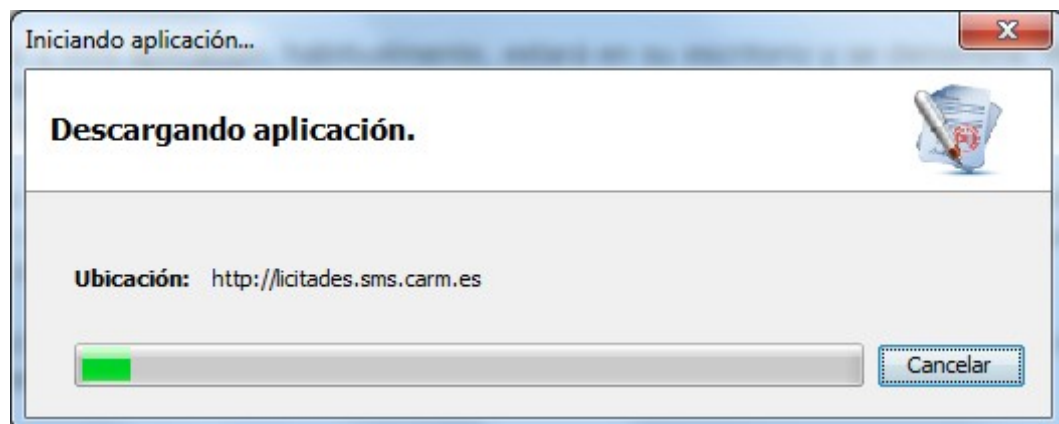 Iniciando aplicación...
Descargando aplicación.
Ubicación: http://licitades.sms.carm.es
Cancelar